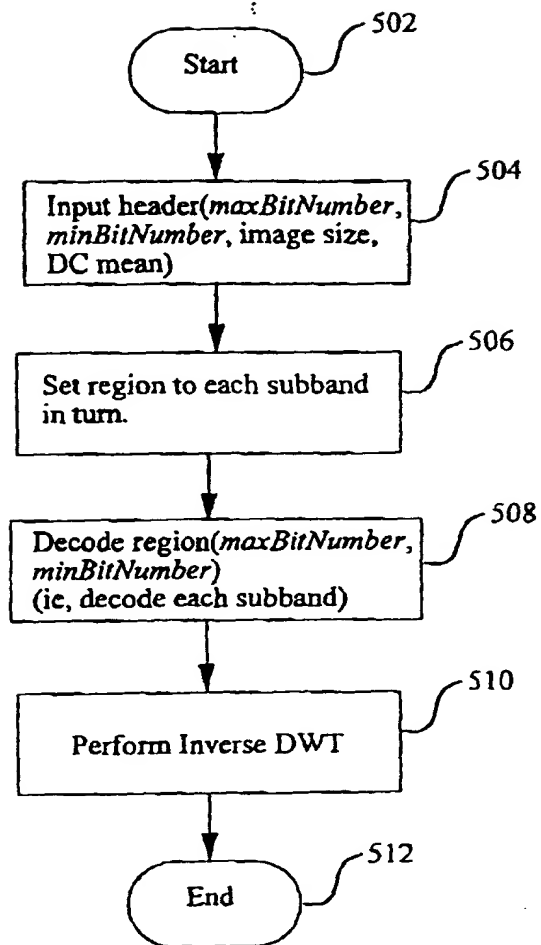 502
Start
504
Input header(maxBitNumber,
minBitNumber, image size,
DC mean)
506
Set region to each subband
in turn.
508
Decode region(maxBitNumber,
minBitNumber)
(ie, decode each subband)
510
Perform Inverse DWT
512
End